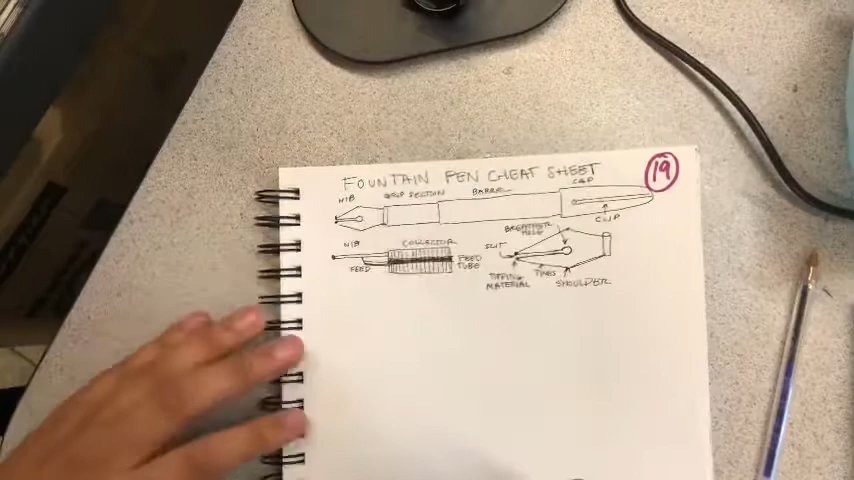 FOUNTAIN PEN CHEAT SHEET
19
NIB GRIP SECTION BARREL CAP
CLIP
NIB COLLECTOR
FEED FEED TUBE
BREATHER HOLE
SLIT
TIPPING MATERIAL
TINES
SHOULDER